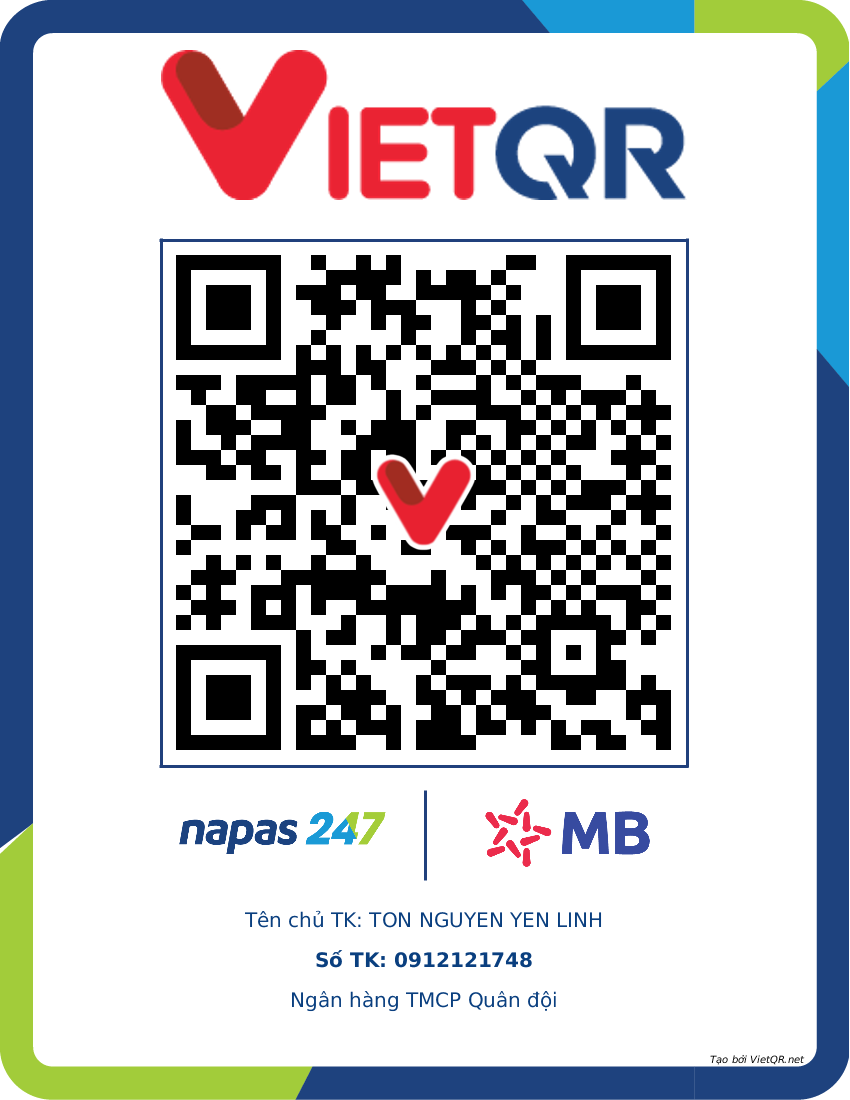 VIETQR
napas 247
MB
Tên chủ TK: TON NGUYEN YEN LINH
Số TK: 0912121748
Ngân hàng TMCP Quân đội
Tạo bởi VietQR.net